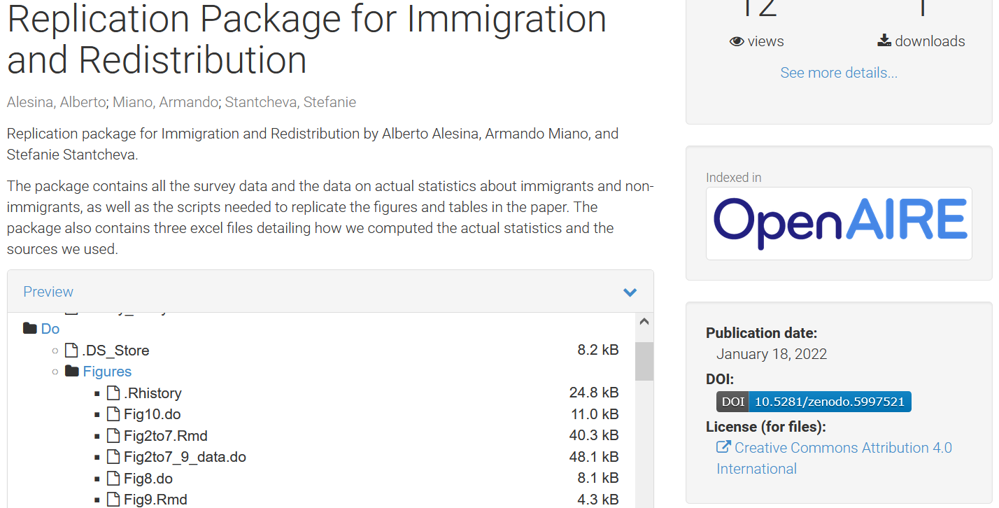 Replication Package for Immigration
and Redistribution
Alesina, Alberto; Miano, Armando; Stantcheva, Stefanie
Replication package for Immigration and Redistribution by Alberto Alesina, Armando Miano, and
Stefanie Stantcheva.
The package contains all the survey data and the data on actual statistics about immigrants and non-
immigrants, as well as the scripts needed to replicate the figures and tables in the paper. The
package also contains three excel files detailing how we computed the actual statistics and the
sources we used.
Preview
Do
.DS_Store 8.2 kB
Figures
.Rhistory 24.8 kB
Fig10.do 11.0 kB
Fig2to7.Rmd 40.3 kB
Fig2to7_9_data.do 48.1 kB
Fig8.do 8.1 kB
Fig9.Rmd 4.3 kB
12 1
views downloads
See more details...
Indexed in
OpenAIRE
Publication date:
January 18, 2022
DOI:
DOI 10.5281/zenodo.5997521
License (for files):
Creative Commons Attribution 4.0
International